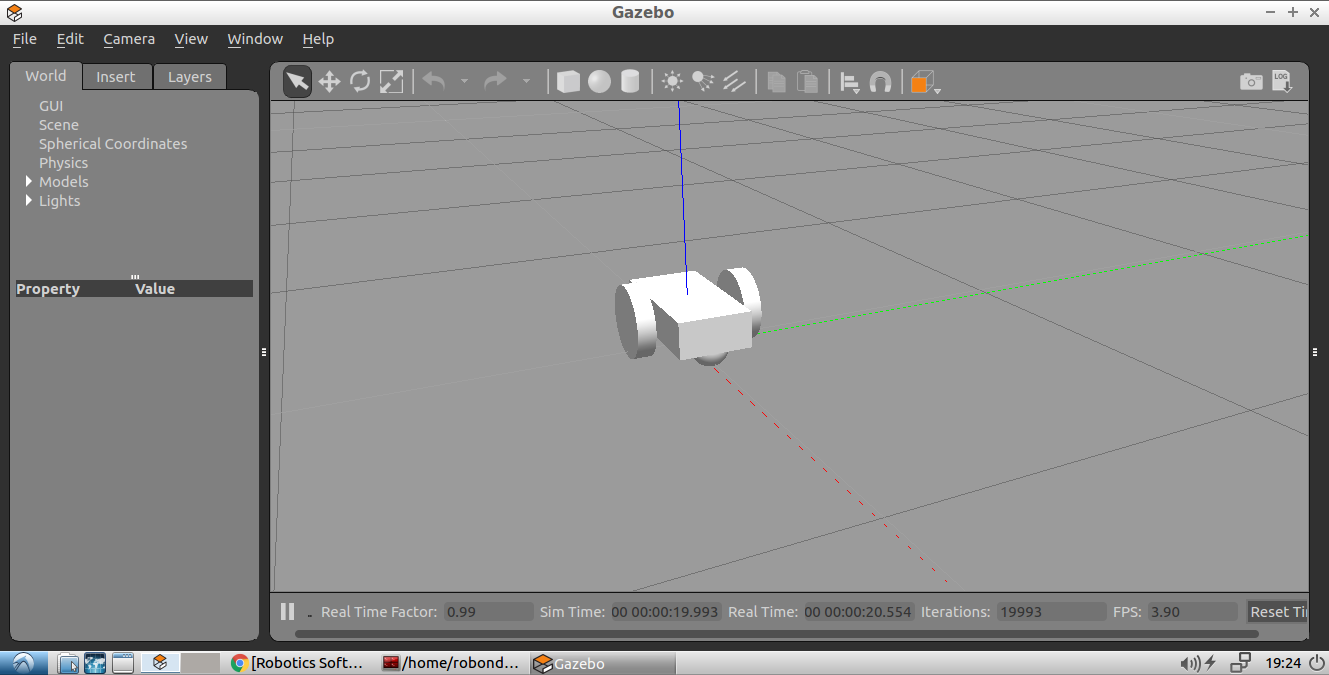 Gazebo
File Edit Camera View Window Help
World Insert Layers
GUI
Scene
Spherical Coordinates
Physics
Models
Lights
Property Value
LOG
Real Time Factor: 0.99 Sim Time: 00 00:00:19.993 Real Time: 00 00:00:20.554 Iterations: 19993 FPS: 3.90 Reset Ti
[Robotics Soft... /home/robond... Gazebo 19:24